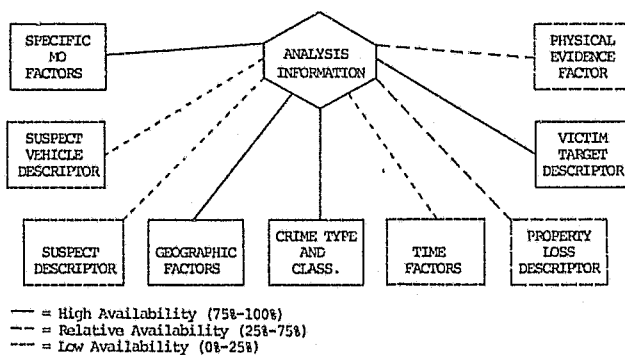 SPECIFIC
MO
FACTORS
ANALYSIS
INFORMATION
PHYSICAL
EVIDENCE
FACTOR
SUSPECT
VEHICLE
DESCRIPTOR
VICTIM
TARGET
DESCRIPTOR
SUSPECT
DESCRIPTOR
GEOGRAPHIC
FACTORS
CRIME TYPE
AND
CLASS.
TIME
FACTORS
PROPERTY
LOSS
DESCRIPTOR
= High Availability (75%-100%)
= Relative Availability (25%-75%)
= Low Availability (0%-25%)